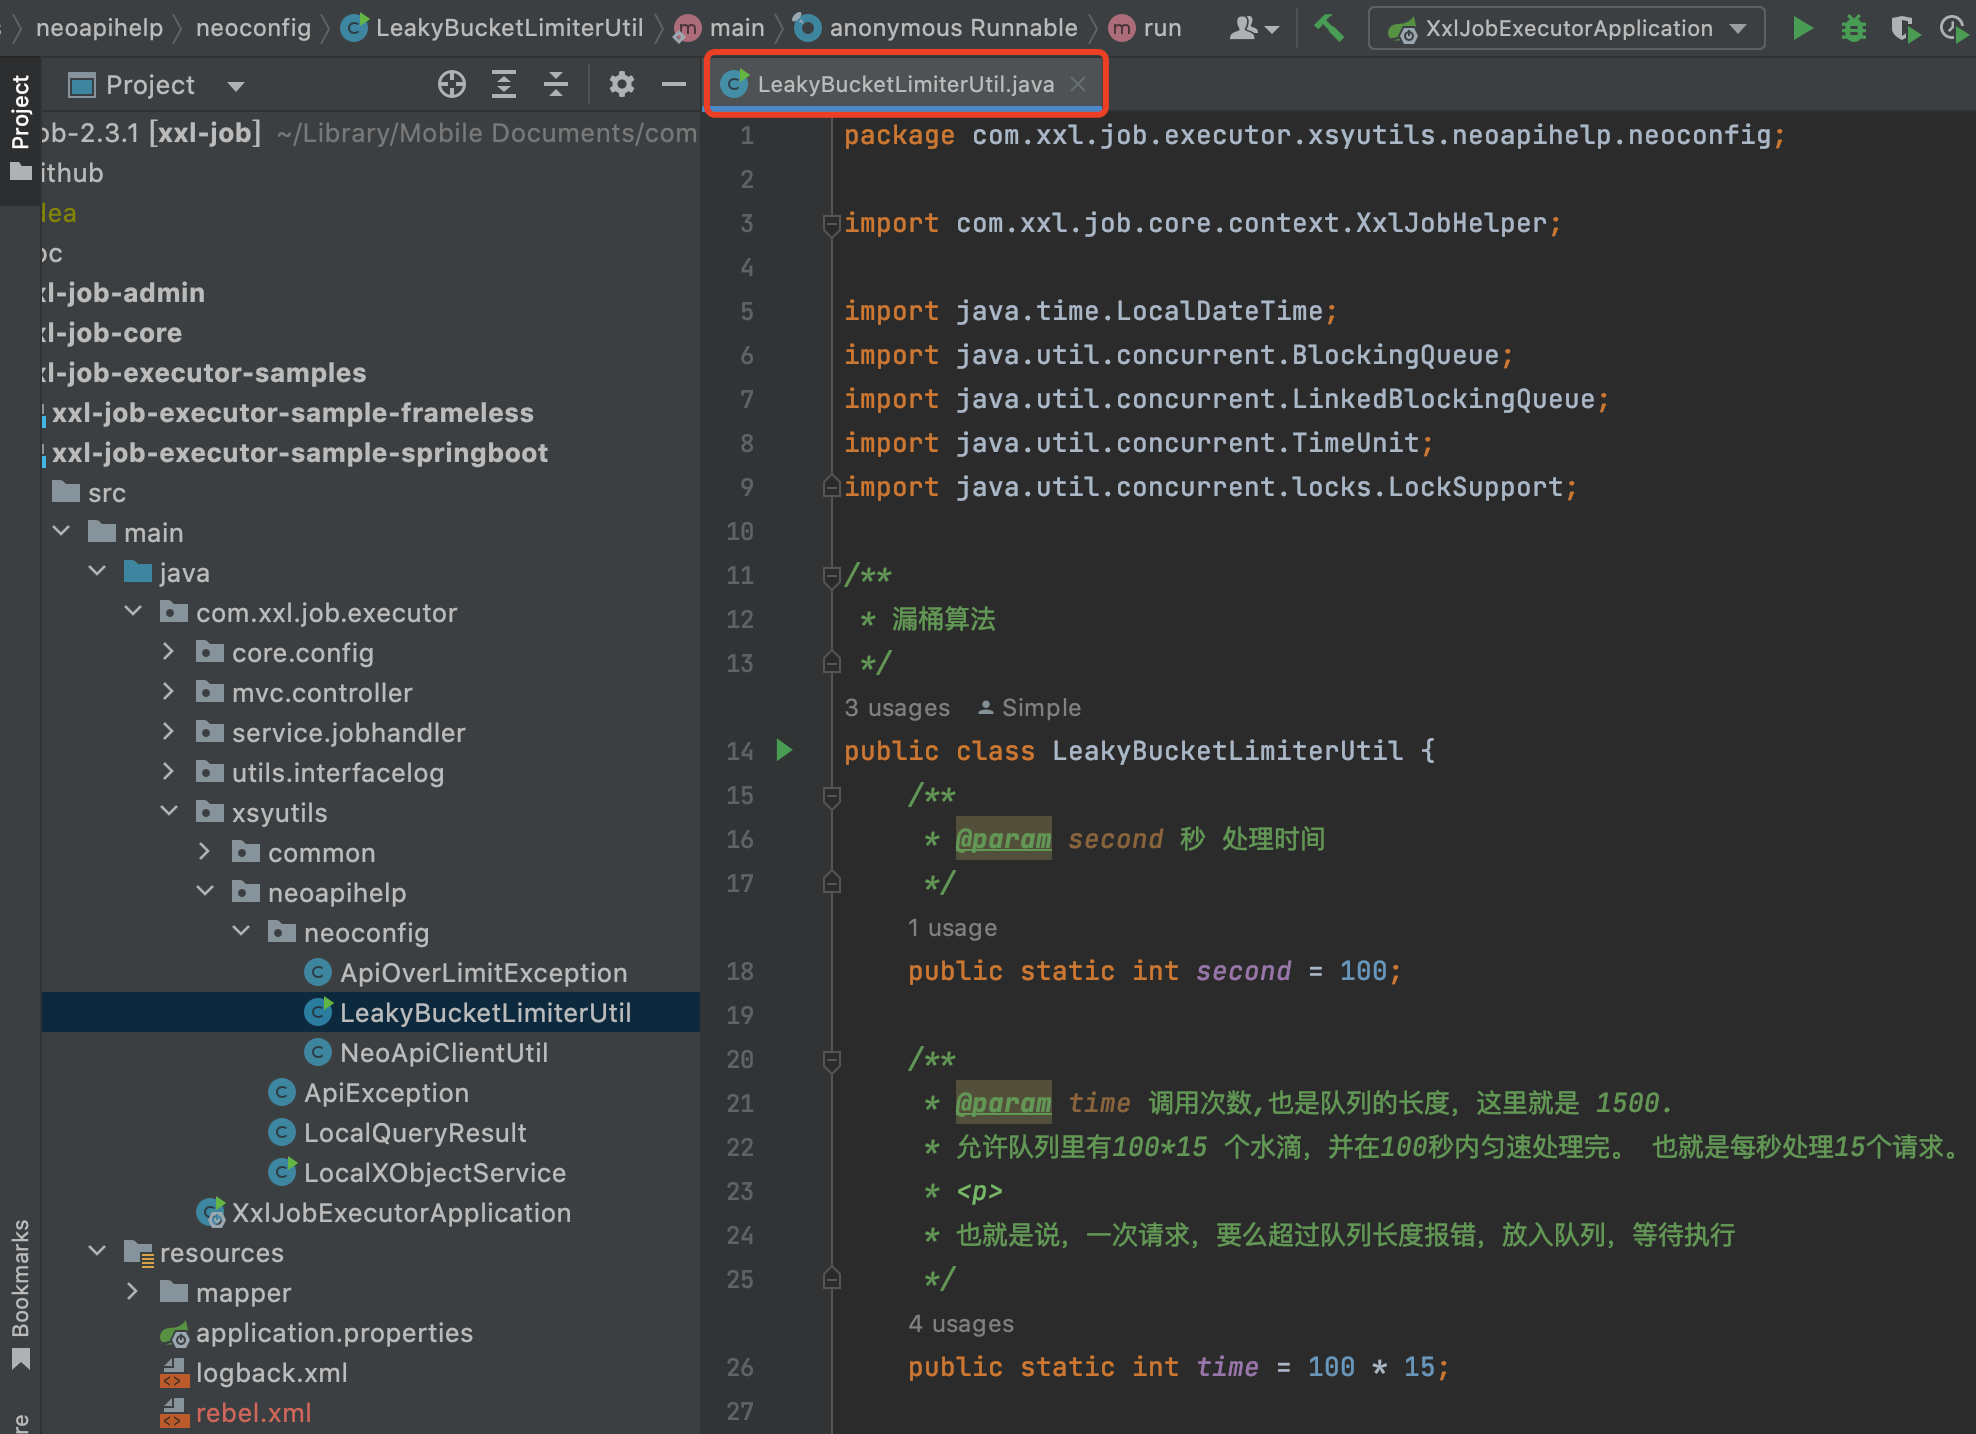 neoapihelp
neoconfig
LeakyBucketLimiterUtil
main
anonymous Runnable
run
XxlJobExecutorApplication
Project
Project
LeakyBucketLimiterUtil.java
ob-2.3.1 [xxl-job] ~/Library/Mobile Documents/com
ithub
lea
oc
xl-job-admin
xl-job-core
xl-job-executor-samples
xxl-job-executor-sample-frameless
xxl-job-executor-sample-springboot
src
main
java
com.xxl.job.executor
core.config
mvc.controller
service.jobhandler
utils.interfacelog
xsyutils
common
neoapihelp
neoconfig
ApiOverLimitException
LeakyBucketLimiterUtil
NeoApiClientUtil
ApiException
LocalQueryResult
LocalXObjectService
XxlJobExecutorApplication
resources
mapper
application.properties
logback.xml
rebel.xml
Bookmarks
re
1 package com.xxl.job.executor.xsyutils.neoapihelp.neoconfig;
2
3 import com.xxl.job.core.context.XxlJobHelper;
4
5 import java.time.LocalDateTime;
6 import java.util.concurrent.BlockingQueue;
7 import java.util.concurrent.LinkedBlockingQueue;
8 import java.util.concurrent.TimeUnit;
9 import java.util.concurrent.locks.LockSupport;
10
11 /**
12 * 漏桶算法
13 */
3 usages Simple
14 public class LeakyBucketLimiterUtil {
15 /**
16 * @param second 秒 处理时间
17 */
1 usage
18 public static int second = 100;
19
20 /**
21 * @param time 调用次数,也是队列的长度，这里就是 1500.
22 * 允许队列里有100*15 个水滴，并在100秒内匀速处理完。 也就是每秒处理15个请求。
23 * <p>
24 * 也就是说，一次请求，要么超过队列长度报错，放入队列，等待执行
25 */
4 usages
26 public static int time = 100 * 15;
27